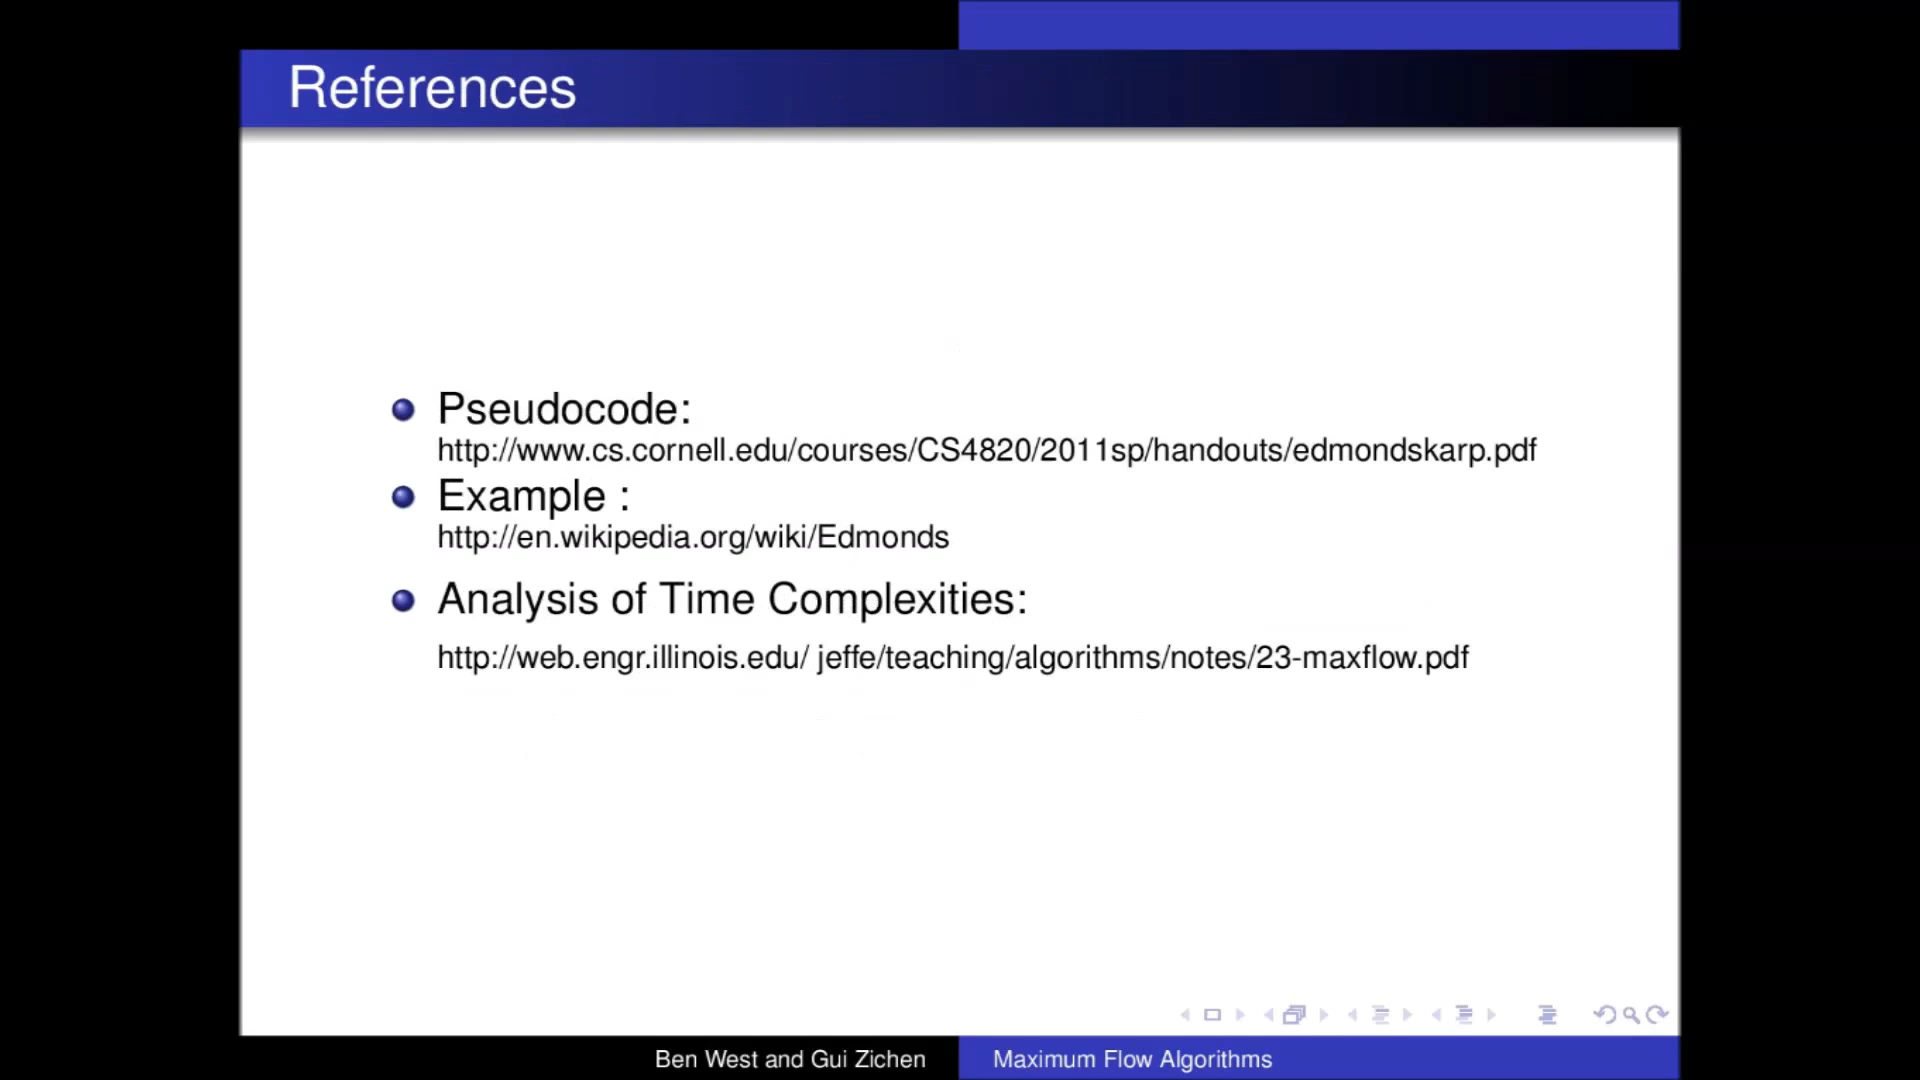 References
Pseudocode:
http://www.cs.cornell.edu/courses/CS4820/2011sp/handouts/edmondskarp.pdf
Example :
http://en.wikipedia.org/wiki/Edmonds
Analysis of Time Complexities:
http://web.engr.illinois.edu/ jeffe/teaching/algorithms/notes/23-maxflow.pdf
Ben West and Gui Zichen
Maximum Flow Algorithms